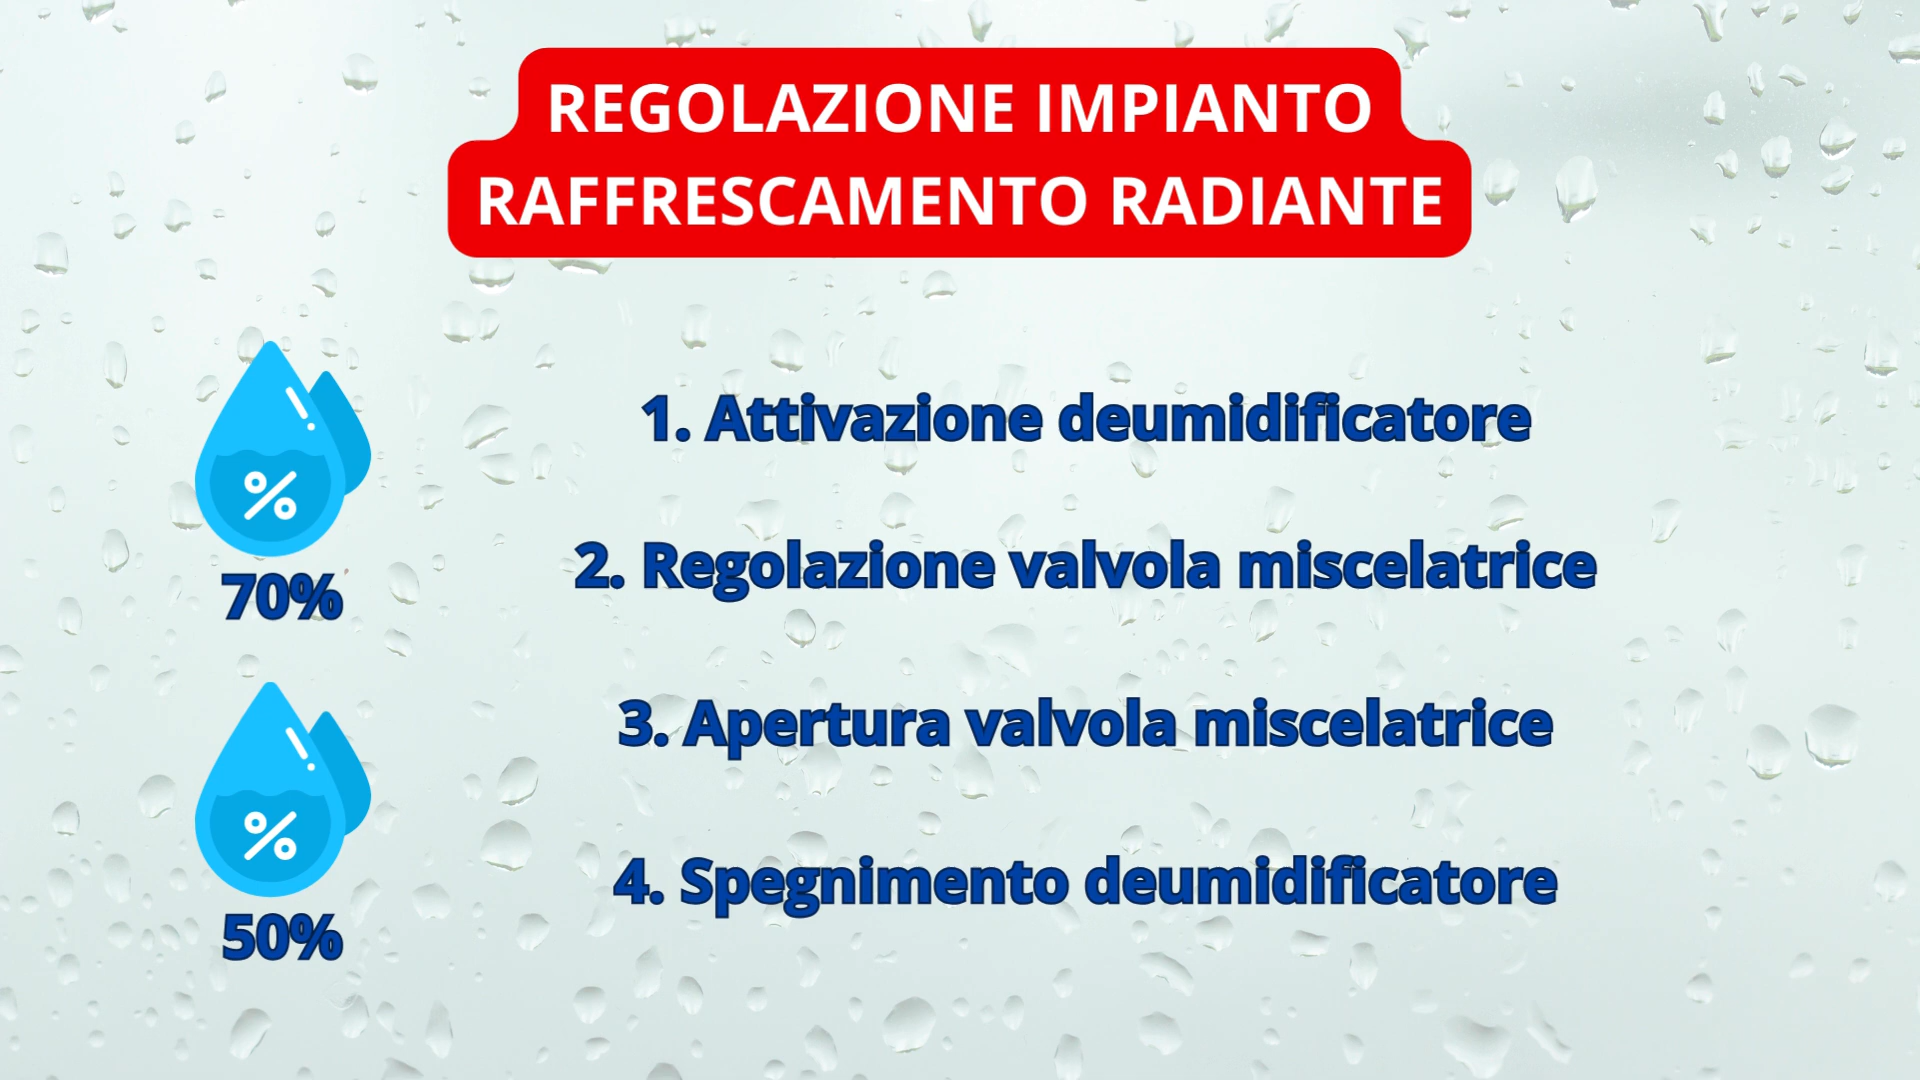 REGOLAZIONE IMPIANTO
RAFFRESCAMENTO RADIANTE
%
70%
%
50%
1. Attivazione deumidificatore
2. Regolazione valvola miscelatrice
3. Apertura valvola miscelatrice
4. Spegnimento deumidificatore